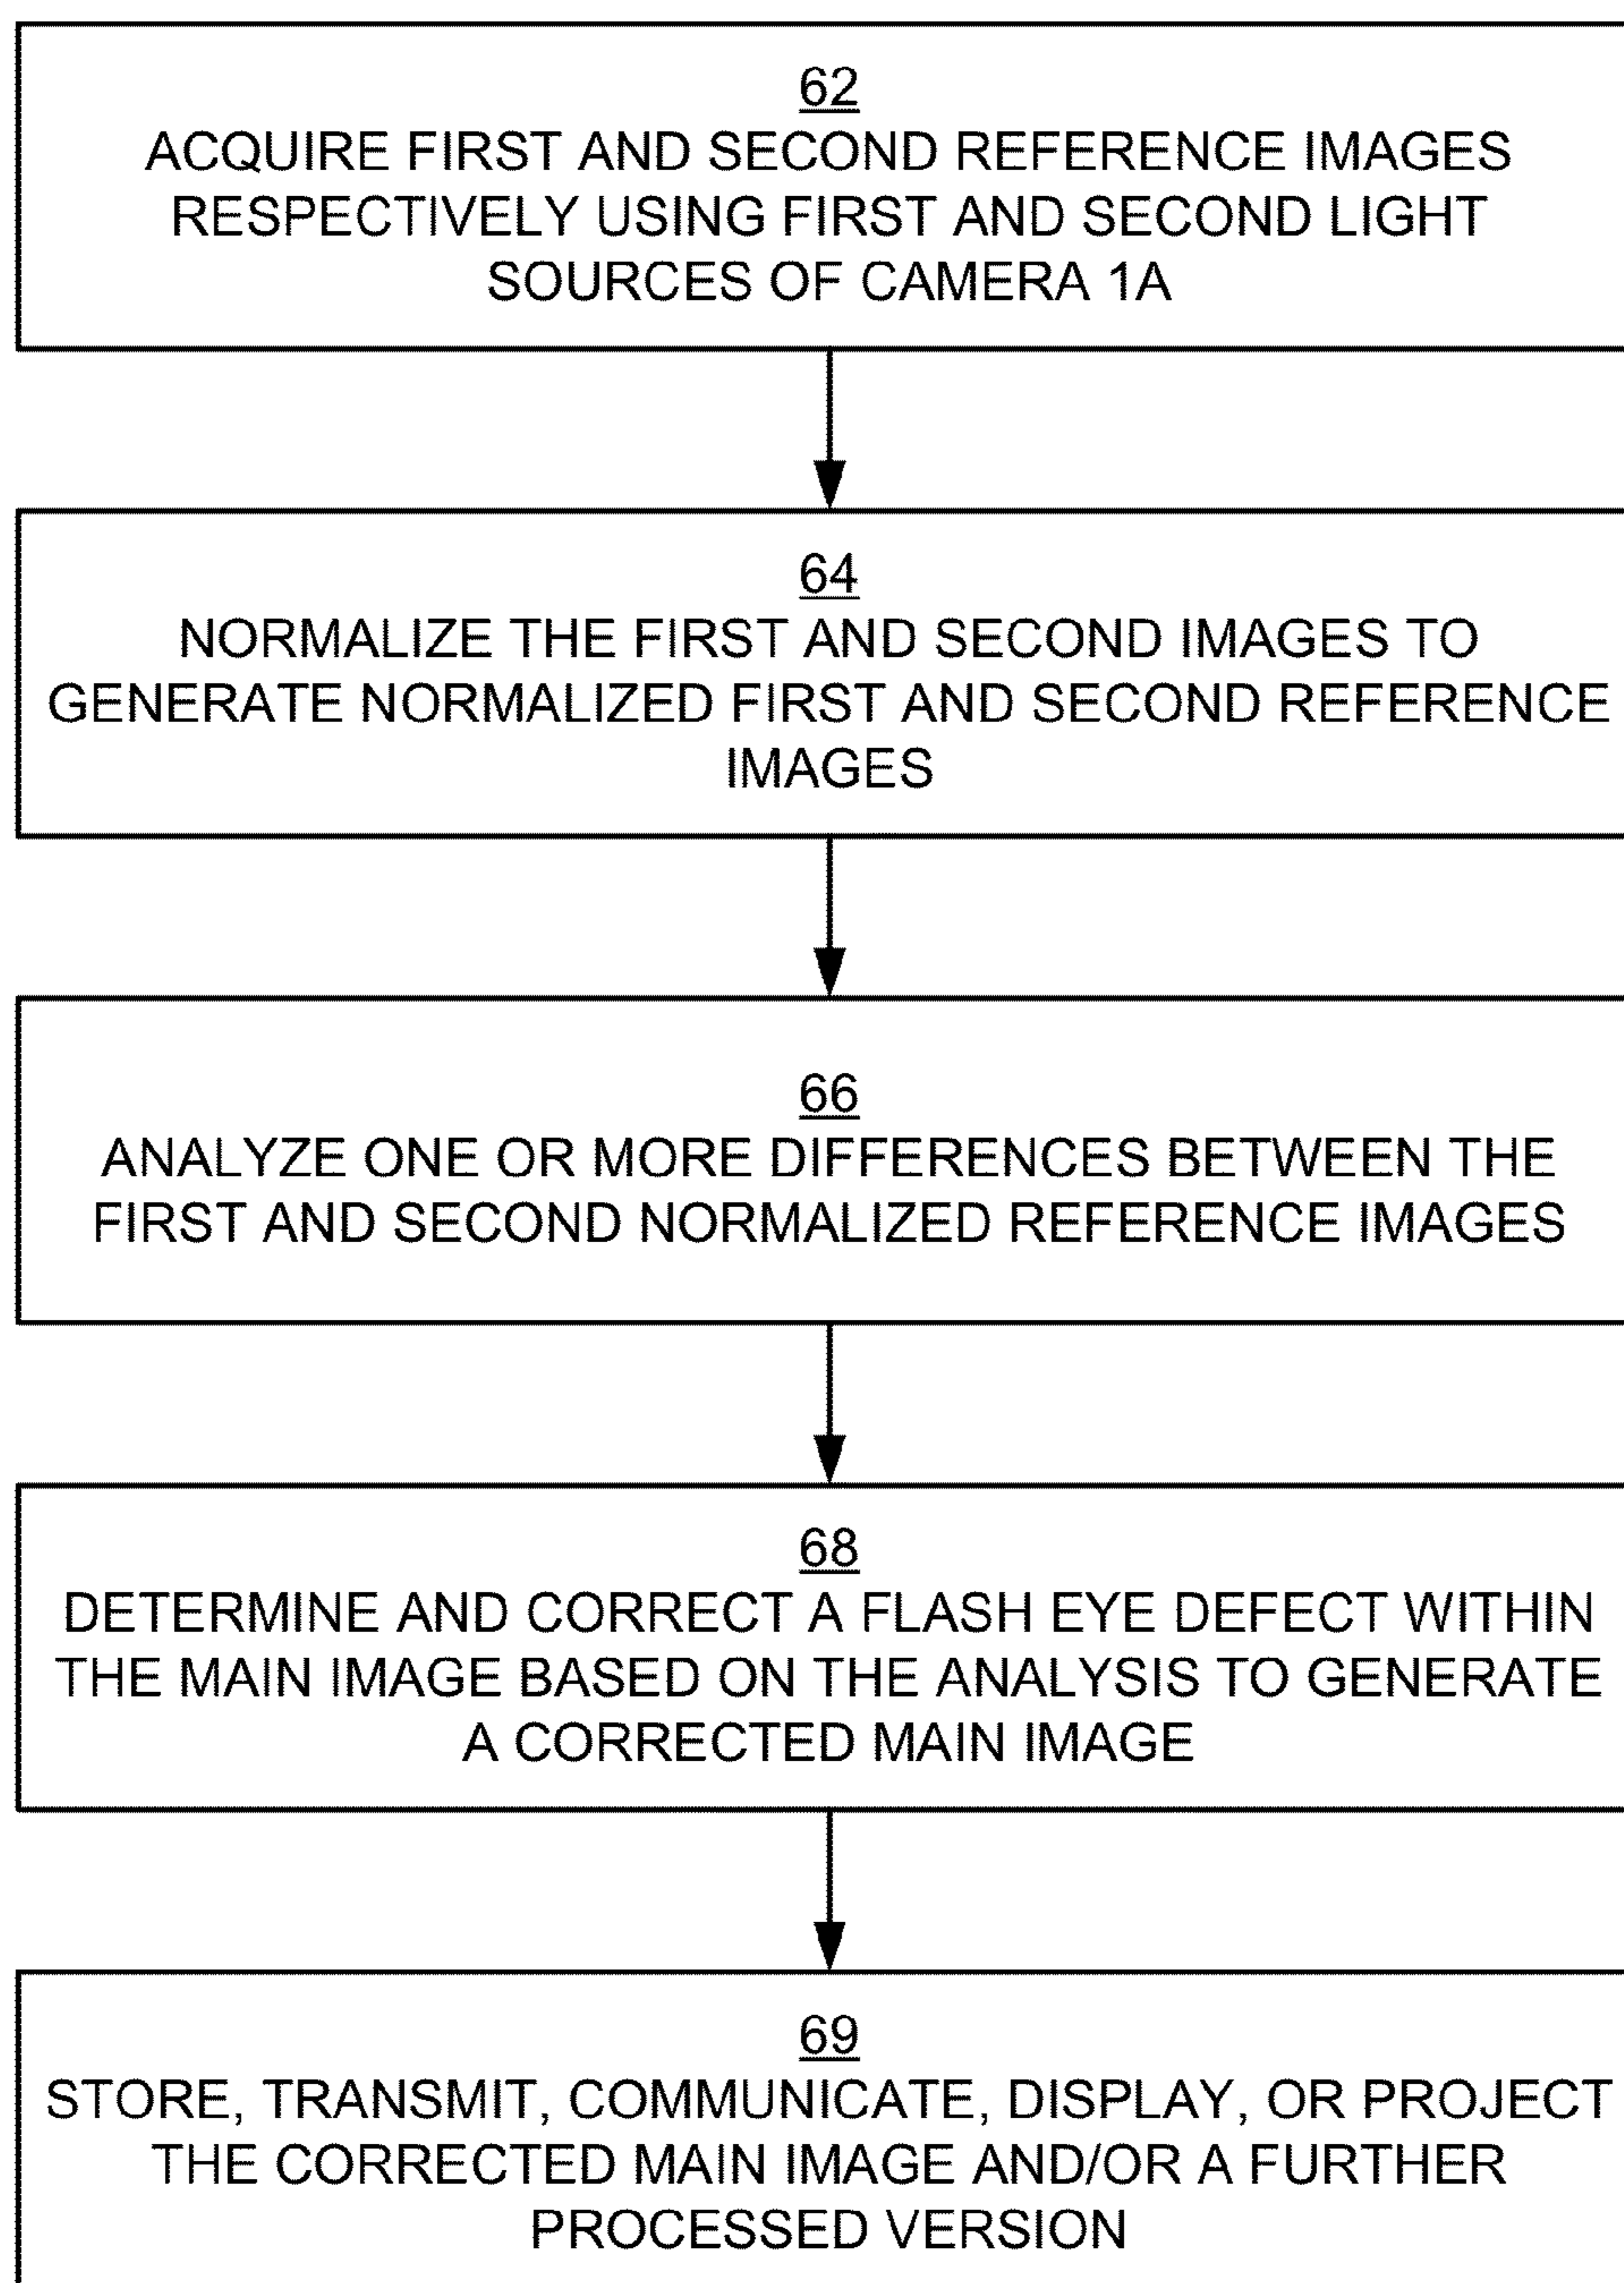 62
ACQUIRE FIRST AND SECOND REFERENCE IMAGES
RESPECTIVELY USING FIRST AND SECOND LIGHT
SOURCES OF CAMERA 1A
64
NORMALIZE THE FIRST AND SECOND IMAGES TO
GENERATE NORMALIZED FIRST AND SECOND REFERENCE
IMAGES
66
ANALYZE ONE OR MORE DIFFERENCES BETWEEN THE
FIRST AND SECOND NORMALIZED REFERENCE IMAGES
68
DETERMINE AND CORRECT A FLASH EYE DEFECT WITHIN
THE MAIN IMAGE BASED ON THE ANALYSIS TO GENERATE
A CORRECTED MAIN IMAGE
69
STORE, TRANSMIT, COMMUNICATE, DISPLAY, OR PROJECT
THE CORRECTED MAIN IMAGE AND/OR A FURTHER
PROCESSED VERSION